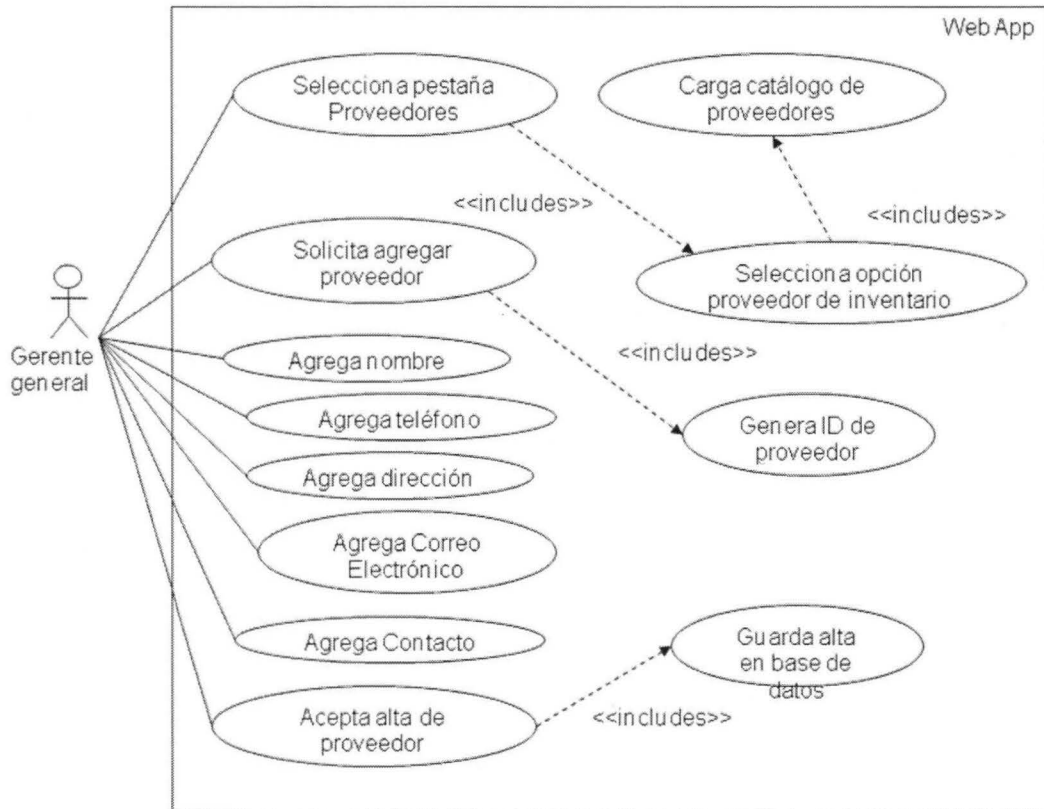 Web App
Selecciona pestaña
Proveedores
Carga catálogo de
proveedores
<<includes>>
<<includes>>
Solicita agregar
proveedor
Selecciona opción
proveedor de inventario
Gerente
general
<<includes>>
Agrega nombre
Agrega teléfono
Genera ID de
proveedor
Agrega dirección
Agrega Correo
Electrónico
Agrega Contacto
Guarda alta
en base de
datos
Acepta alta de
proveedor
<<includes>>